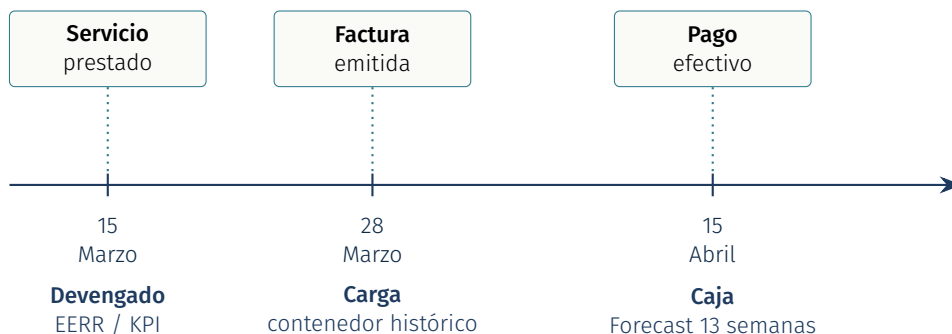 Servicio
prestado
Factura
emitida
Pago
efectivo
15
Marzo
28
Marzo
15
Abril
Devengado
EERR / KPI
Carga
contenedor histórico
Caja
Forecast 13 semanas